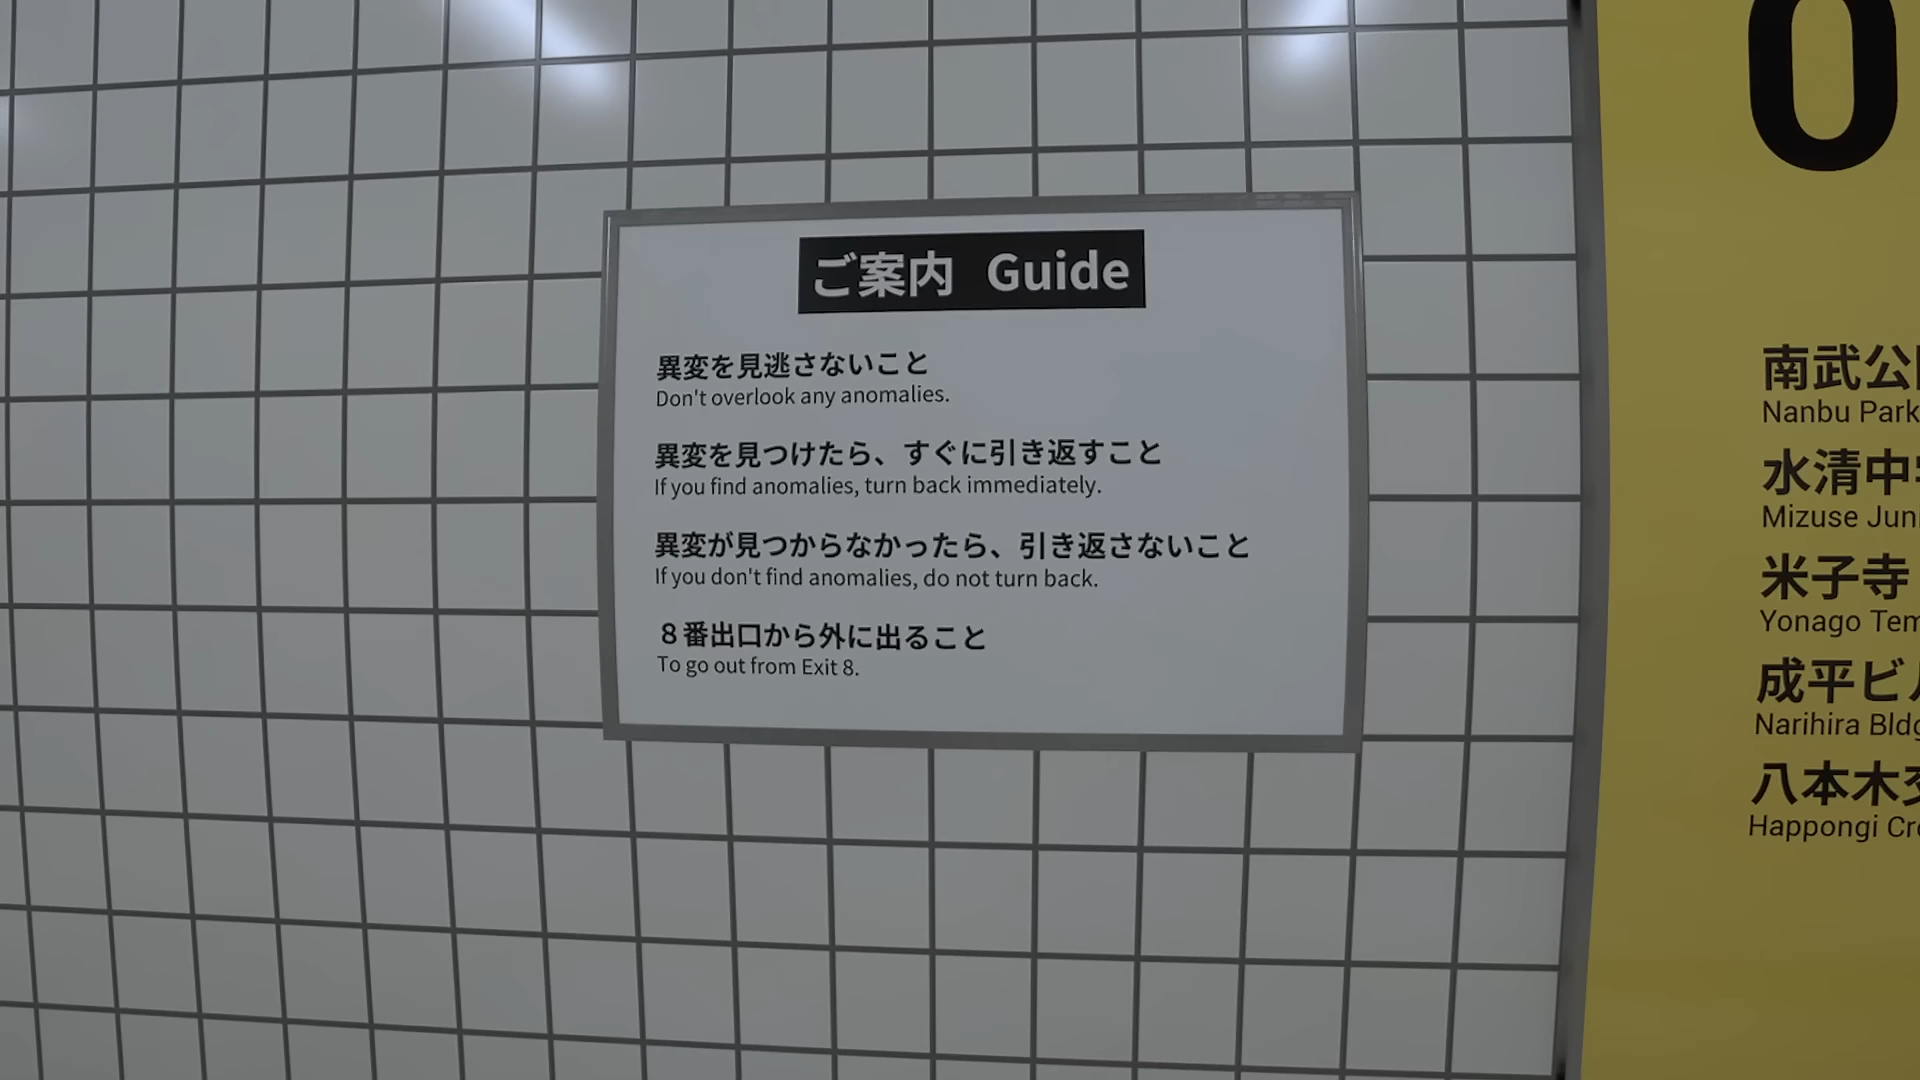 ご案内 Guide
異変を見逃さないこと
Don't overlook any anomalies.
異変を見つけたら、すぐに引き返すこと
If you find anomalies, turn back immediately.
異変が見つからなかったら、引き返さないこと
If you don't find anomalies, do not turn back.
８番出口から外に出ること
To go out from Exit 8.
0
南武公
Nanbu Park
水清中
Mizuse Jun
米子寺
Yonago Tem
成平ビ
Narihira Bldg
八本木
Happongi Cr